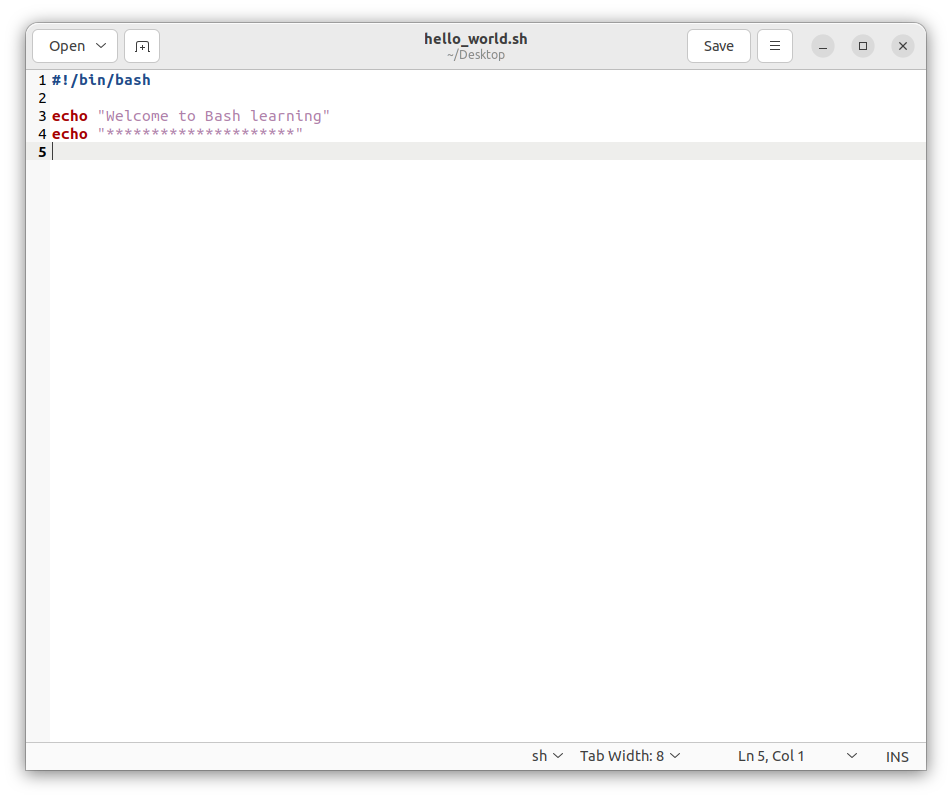 Open
hello_world.sh
~/Desktop
Save
1 #!/bin/bash
2
3 echo "Welcome to Bash learning"
4 echo "*********************"
5
sh Tab Width: 8 Ln 5, Col 1 INS